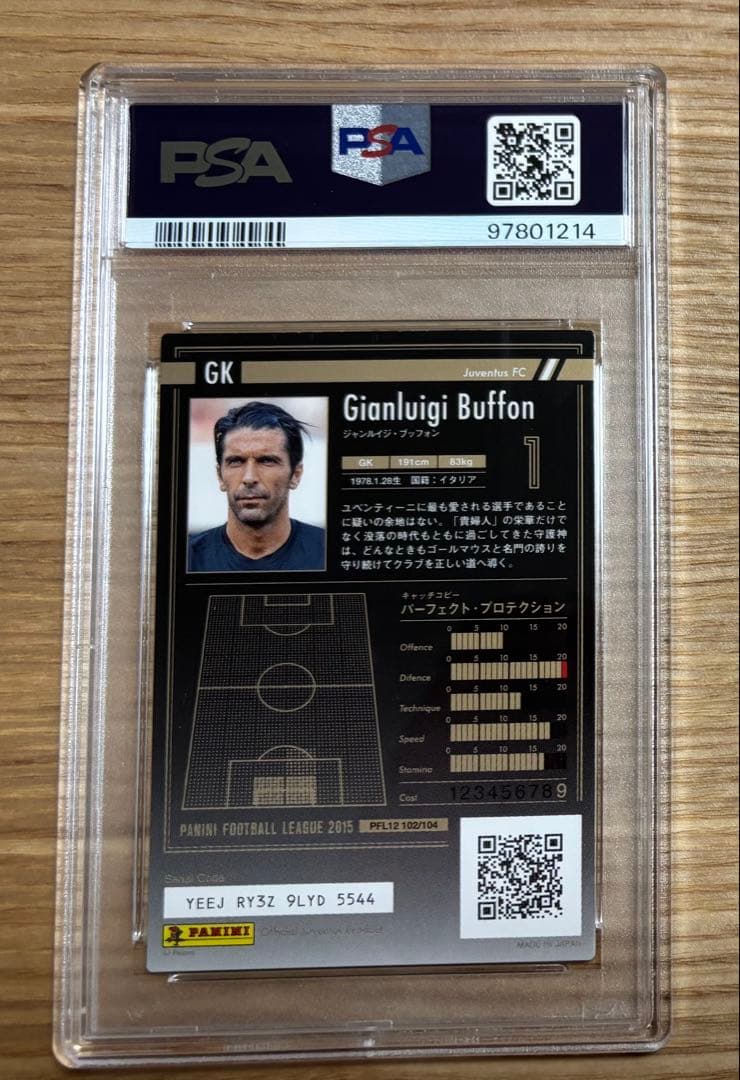 PSA
PSA
97801214
GK
Juventus FC
Gianluigi Buffon
ジャンルイジ・ブッフォン
GK 191cm 83kg
1
1978.1.28生 国籍：イタリア
ユベンティーニに最も愛される選手であること
に疑いの余地はない。「貴婦人」の栄華だけで
なく没落の時代もともに過ごしてきた守護神
は、どんなときもゴールマウスと名門の誇りを
守り続けてクラブを正しい道へ導く。
キャッチコピー
パーフェクト・プロテクション
0 5 10 15 20
Offence
0 5 10 15 20
Difence
0 5 10 15 20
Technique
0 5 10 15 20
Speed
0 5 10 15 20
Stamina
Cost 123456789
PANINI FOOTBALL LEAGUE 2015 PFL12 102/104
Serial Code
YEEJ RY3Z 9LYD 5544
PANINI Official Juventus Product
MADE IN JAPAN